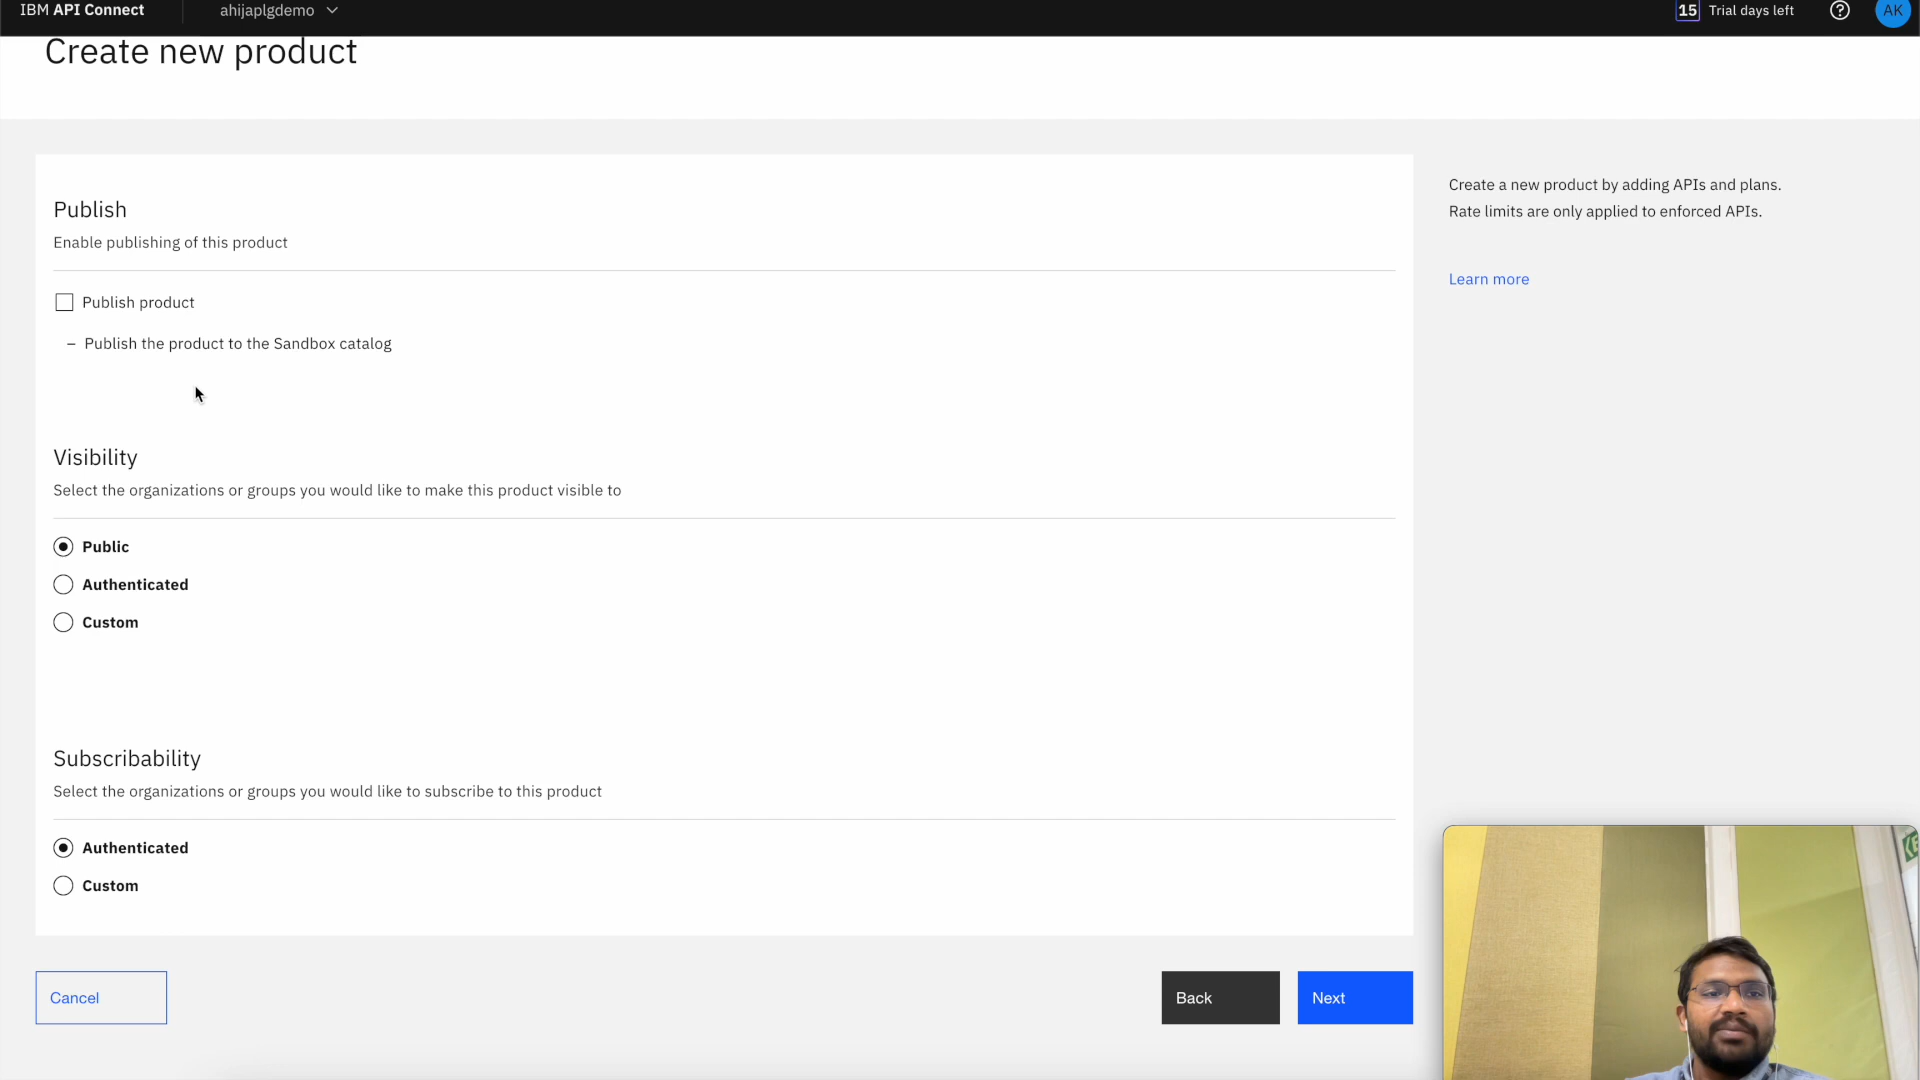 IBM API Connect
ahijaplgdemo
15 Trial days left
AK
Create new product
Publish
Enable publishing of this product
Publish product
– Publish the product to the Sandbox catalog
Visibility
Select the organizations or groups you would like to make this product visible to
Public
Authenticated
Custom
Subscribability
Select the organizations or groups you would like to subscribe to this product
Authenticated
Custom
Cancel
Back
Next
Create a new product by adding APIs and plans.
Rate limits are only applied to enforced APIs.
Learn more